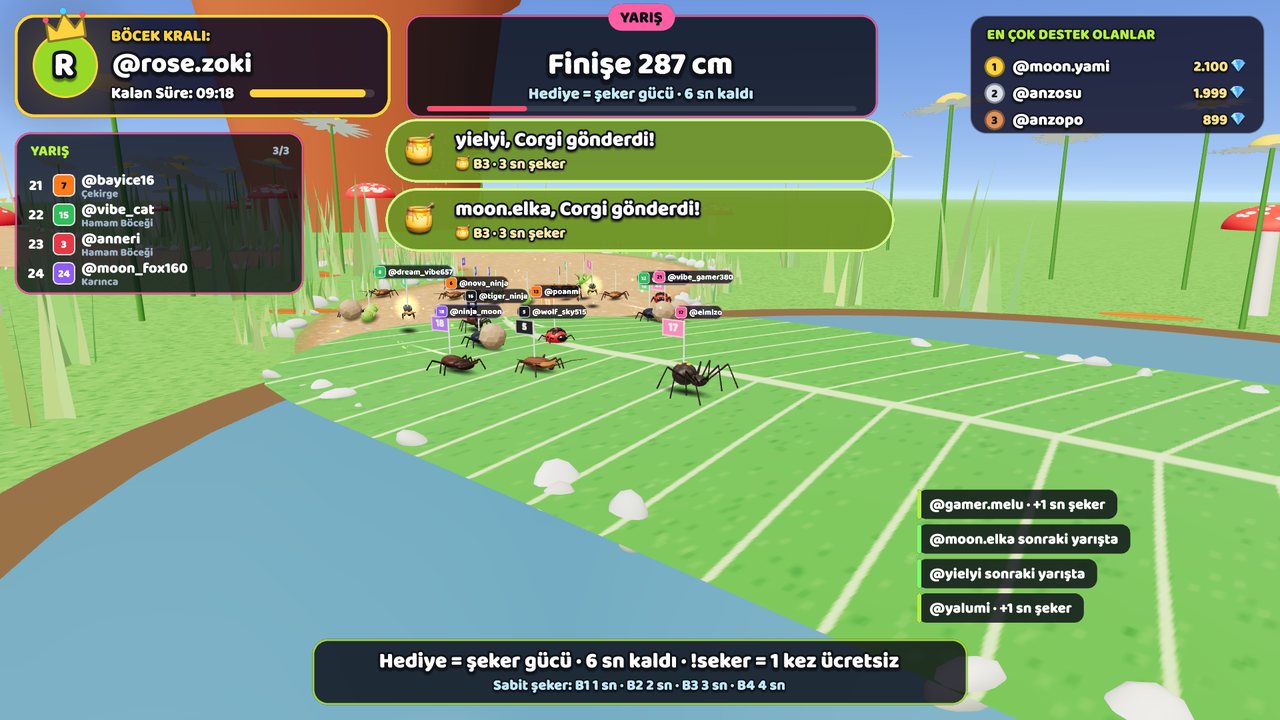 R
BÖCEK KRALI:
@rose.zoki
Kalan Süre: 09:18
YARIŞ
Finişe 287 cm
Hediye = şeker gücü · 6 sn kaldı
EN ÇOK DESTEK OLANLAR
1 @moon.yami 2.100
2 @anzosu 1.999
3 @anzopo 899
YARIŞ 3/3
21 7 @bayice16
Çekirge
22 15 @vibe_cat
Hamam Böceği
23 3 @anneri
Hamam Böceği
24 24 @moon_fox160
Karınca
yielyi, Corgi gönderdi!
B3 · 3 sn şeker
moon.elka, Corgi gönderdi!
B3 · 3 sn şeker
@dream_vibe657
@nova_ninja
@vibe_gamer380
@tiger_ninja
@poanmi
@ninja_moon
@wolf_sky515
@elmizo
18
5
17
@gamer.melu · +1 sn şeker
@moon.elka sonraki yarışta
@yielyi sonraki yarışta
@yalumi · +1 sn şeker
Hediye = şeker gücü · 6 sn kaldı · !seker = 1 kez ücretsiz
Sabit şeker: B1 1 sn · B2 2 sn · B3 3 sn · B4 4 sn